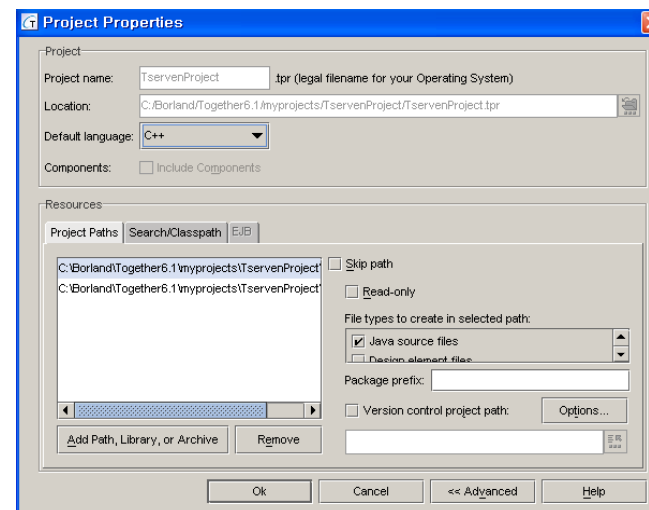 Project Properties
Project
Project name: TservenProject .tpr (legal filename for your Operating System)
Location: C:/Borland/Together6.1/myprojects/TservenProject/TservenProject.tpr
Default language: C++
Components: Include Components
Resources
Project Paths Search/Classpath EJB
C:\Borland\Together6.1\myprojects\TservenProject
Skip path
C:\Borland\Together6.1\myprojects\TservenProject
Read-only
File types to create in selected path:
Java source files
Design element files
Package prefix:
Version control project path: Options...
Add Path, Library, or Archive Remove
Ok Cancel << Advanced Help